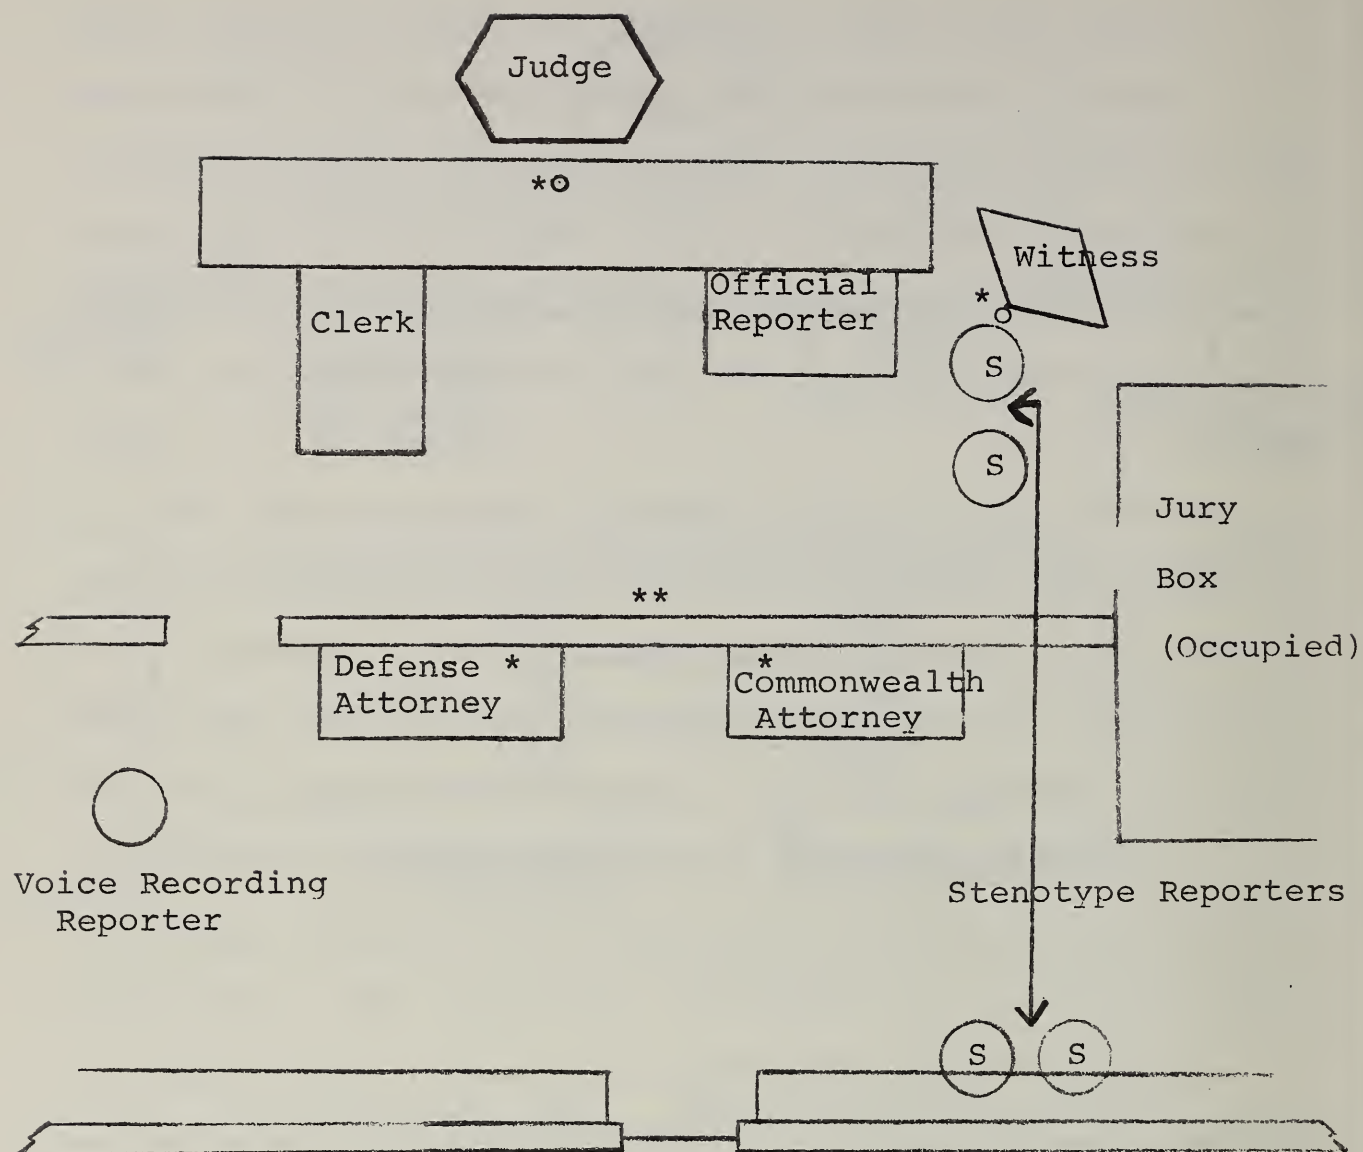 Judge
*o
Witness
Official
Reporter
*
o
Clerk
S
S
Jury
Box
(Occupied)
**
Defense *
Attorney
*
Commonwealth
Attorney
Voice Recording
Reporter
Stenotype Reporters
S
S